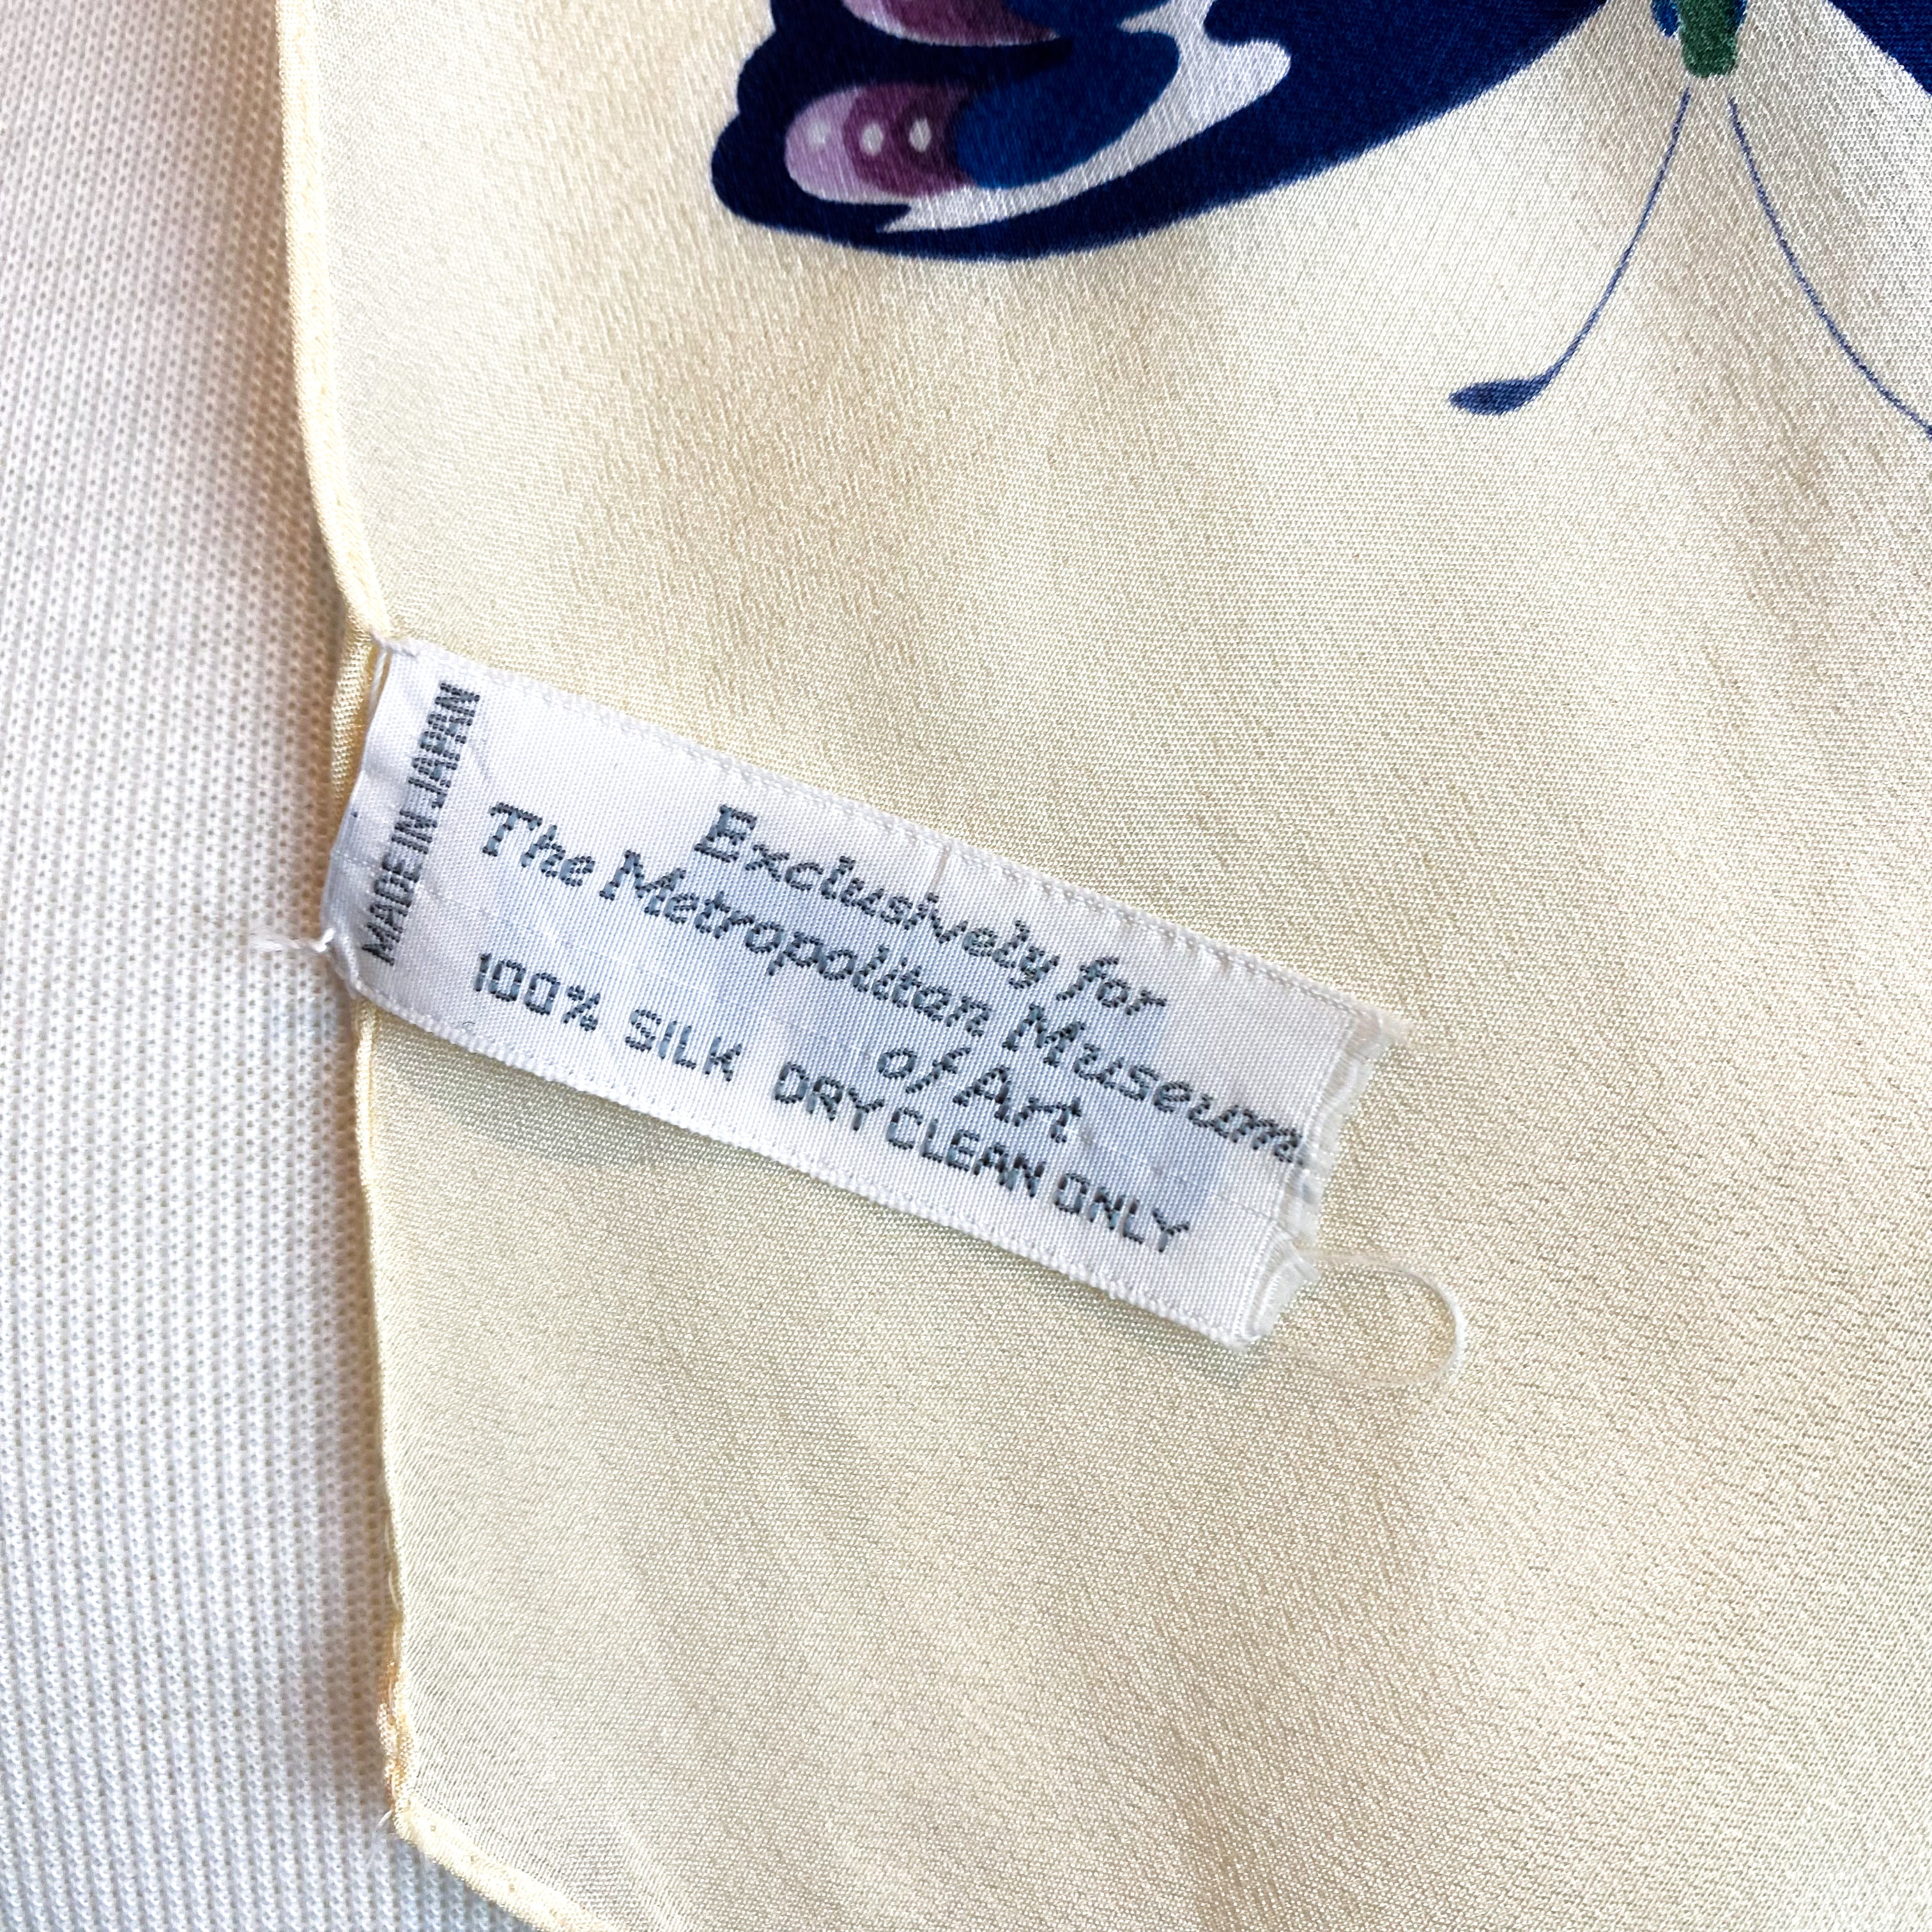 MADE IN JAPAN
Exclusively for
The Metropolitan Museum
of Art
100% SILK DRY CLEAN ONLY